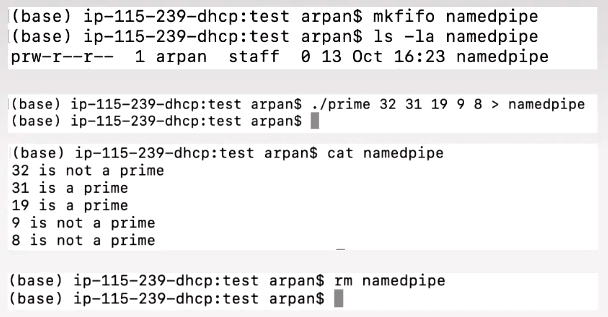 (base) ip-115-239-dhcp:test arpan$ mkfifo namedpipe
(base) ip-115-239-dhcp:test arpan$ ls -la namedpipe
prw-r--r--  1 arpan  staff  0 13 Oct 16:23 namedpipe
(base) ip-115-239-dhcp:test arpan$ ./prime 32 31 19 9 8 > namedpipe
(base) ip-115-239-dhcp:test arpan$
(base) ip-115-239-dhcp:test arpan$ cat namedpipe
32 is not a prime
31 is a prime
19 is a prime
9 is not a prime
8 is not a prime
(base) ip-115-239-dhcp:test arpan$ rm namedpipe
(base) ip-115-239-dhcp:test arpan$